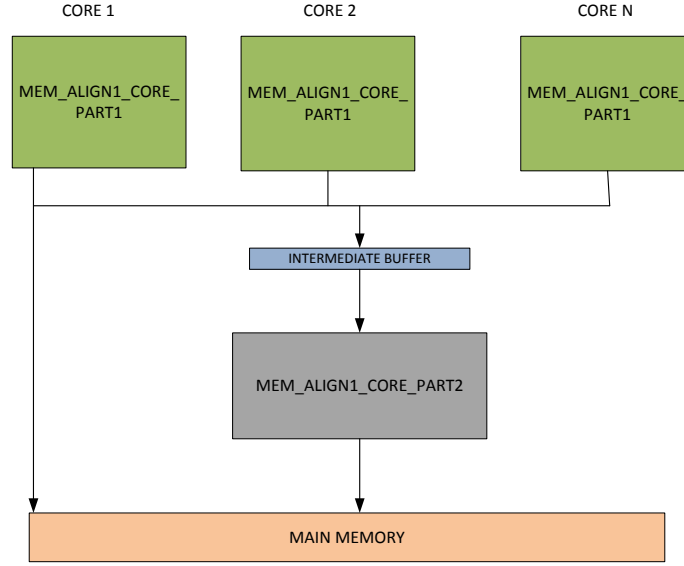 CORE 1
CORE 2
CORE N
MEM_ALIGN1_CORE_
PART1
MEM_ALIGN1_CORE_
PART1
MEM_ALIGN1_CORE_
PART1
INTERMEDIATE BUFFER
MEM_ALIGN1_CORE_PART2
MAIN MEMORY